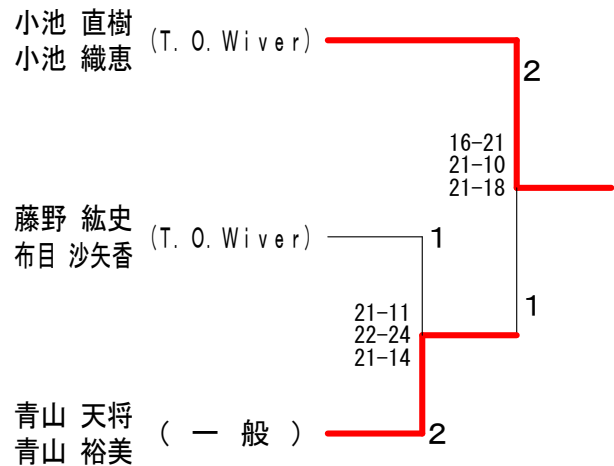 小池 直樹
小池 織恵
(T. O. Wiver)
2
16-21
21-10
21-18
藤野 紘史
布目 沙矢香
(T. O. Wiver)
1
21-11
22-24
21-14
1
青山 天将
青山 裕美
( 一 般 )
2